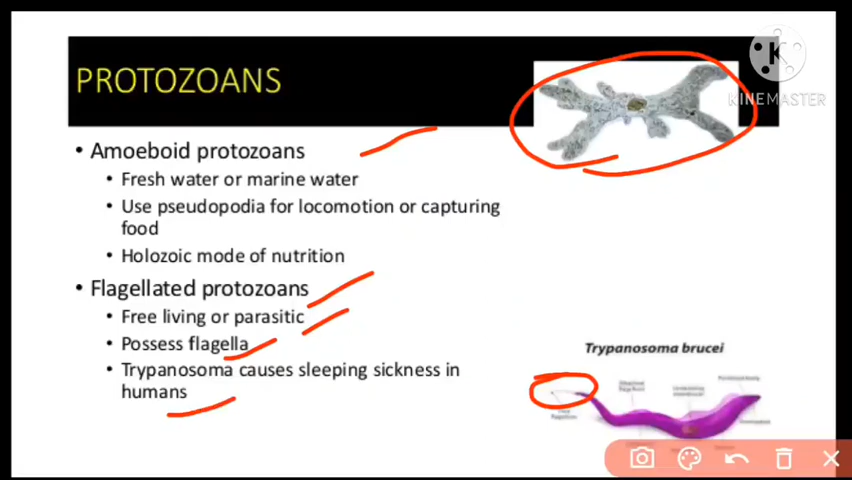 PROTOZOANS
K
KINEMASTER
• Amoeboid protozoans
• Fresh water or marine water
• Use pseudopodia for locomotion or capturing
food
• Holozoic mode of nutrition
• Flagellated protozoans
• Free living or parasitic
• Possess flagella
• Trypanosoma causes sleeping sickness in
humans
Trypanosoma brucei